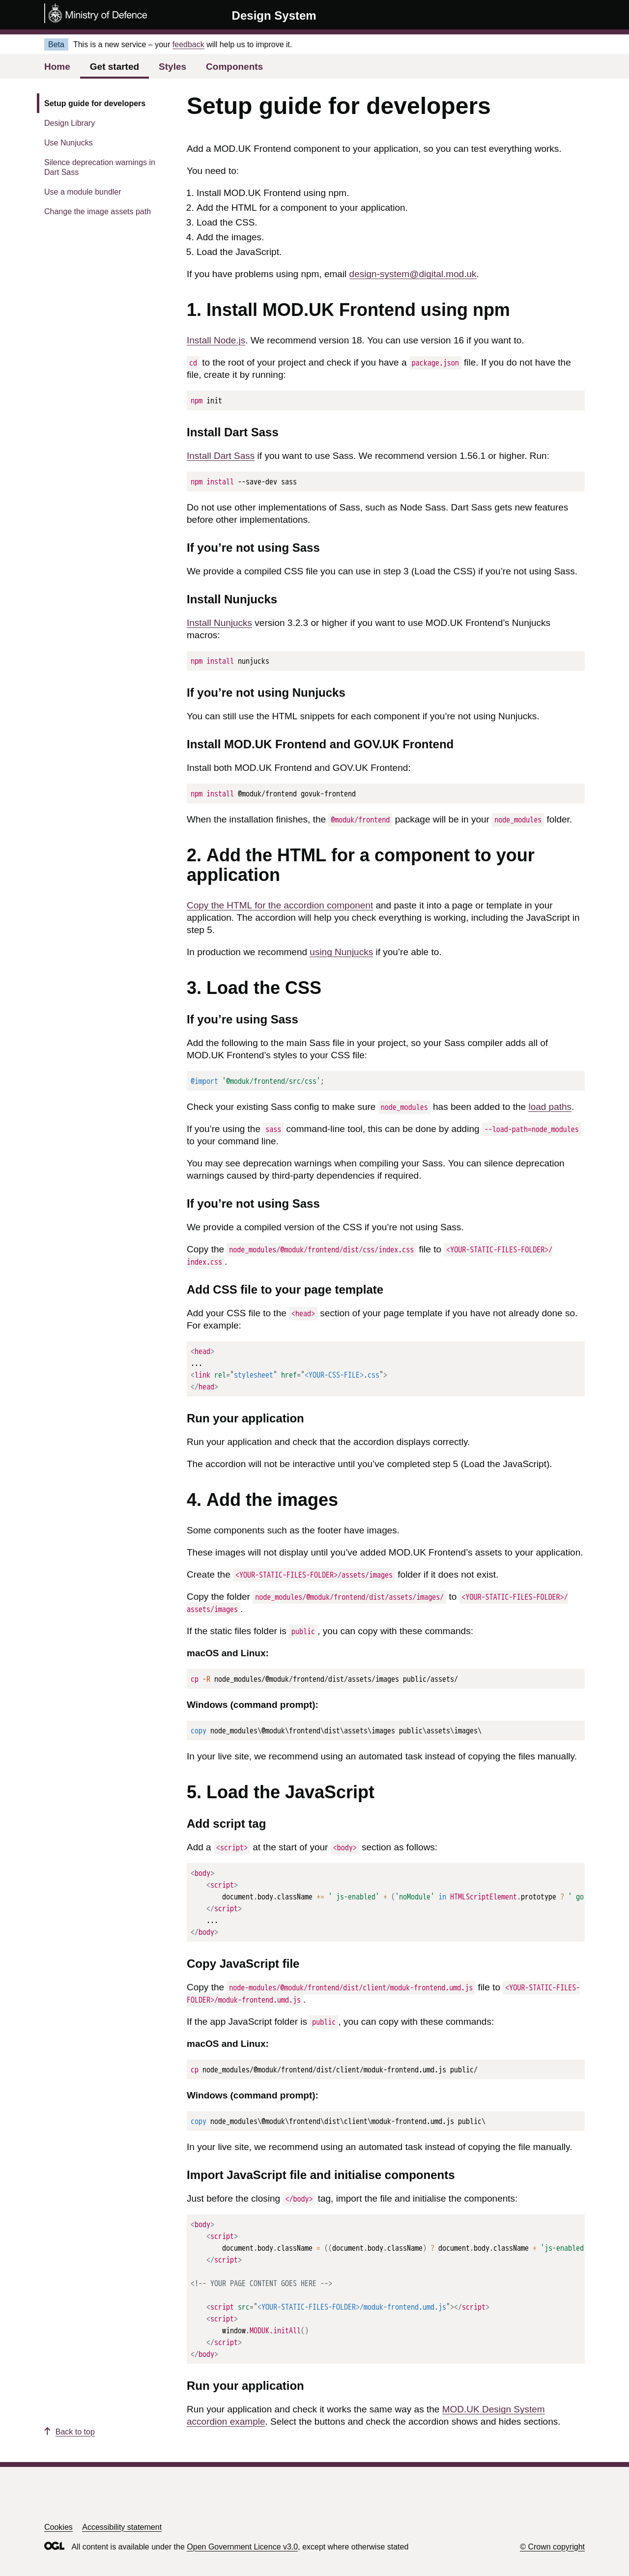 Ministry of Defence
Design System
Beta
This is a new service – your feedback will help us to improve it.
Home
Get started
Styles
Components
Setup guide for developers
Design Library
Use Nunjucks
Silence deprecation warnings in
Dart Sass
Use a module bundler
Change the image assets path
Setup guide for developers
Add a MOD.UK Frontend component to your application, so you can test everything works.
You need to:
1. Install MOD.UK Frontend using npm.
2. Add the HTML for a component to your application.
3. Load the CSS.
4. Add the images.
5. Load the JavaScript.
If you have problems using npm, email design-system@digital.mod.uk.
1. Install MOD.UK Frontend using npm
Install Node.js. We recommend version 18. You can use version 16 if you want to.
cd to the root of your project and check if you have a package.json file. If you do not have the
file, create it by running:
npm init
Install Dart Sass
Install Dart Sass if you want to use Sass. We recommend version 1.56.1 or higher. Run:
npm install --save-dev sass
Do not use other implementations of Sass, such as Node Sass. Dart Sass gets new features
before other implementations.
If you’re not using Sass
We provide a compiled CSS file you can use in step 3 (Load the CSS) if you’re not using Sass.
Install Nunjucks
Install Nunjucks version 3.2.3 or higher if you want to use MOD.UK Frontend’s Nunjucks
macros:
npm install nunjucks
If you’re not using Nunjucks
You can still use the HTML snippets for each component if you’re not using Nunjucks.
Install MOD.UK Frontend and GOV.UK Frontend
Install both MOD.UK Frontend and GOV.UK Frontend:
npm install @moduk/frontend govuk-frontend
When the installation finishes, the @moduk/frontend package will be in your node_modules folder.
2. Add the HTML for a component to your
application
Copy the HTML for the accordion component and paste it into a page or template in your
application. The accordion will help you check everything is working, including the JavaScript in
step 5.
In production we recommend using Nunjucks if you’re able to.
3. Load the CSS
If you’re using Sass
Add the following to the main Sass file in your project, so your Sass compiler adds all of
MOD.UK Frontend’s styles to your CSS file:
@import '@moduk/frontend/src/css';
Check your existing Sass config to make sure node_modules has been added to the load paths.
If you’re using the sass command-line tool, this can be done by adding --load-path=node_modules
to your command line.
You may see deprecation warnings when compiling your Sass. You can silence deprecation
warnings caused by third-party dependencies if required.
If you’re not using Sass
We provide a compiled version of the CSS if you’re not using Sass.
Copy the node_modules/@moduk/frontend/dist/css/index.css file to <YOUR-STATIC-FILES-FOLDER>/
index.css.
Add CSS file to your page template
Add your CSS file to the <head> section of your page template if you have not already done so.
For example:
<head>
...
<link rel="stylesheet" href="<YOUR-CSS-FILE>.css">
</head>
Run your application
Run your application and check that the accordion displays correctly.
The accordion will not be interactive until you’ve completed step 5 (Load the JavaScript).
4. Add the images
Some components such as the footer have images.
These images will not display until you’ve added MOD.UK Frontend’s assets to your application.
Create the <YOUR-STATIC-FILES-FOLDER>/assets/images folder if it does not exist.
Copy the folder node_modules/@moduk/frontend/dist/assets/images/ to <YOUR-STATIC-FILES-FOLDER>/
assets/images.
If the static files folder is public, you can copy with these commands:
macOS and Linux:
cp -R node_modules/@moduk/frontend/dist/assets/images public/assets/
Windows (command prompt):
copy node_modules\@moduk\frontend\dist\assets\images public\assets\images\
In your live site, we recommend using an automated task instead of copying the files manually.
5. Load the JavaScript
Add script tag
Add a <script> at the start of your <body> section as follows:
<body>
<script>
document.body.className += ' js-enabled' + ('noModule' in HTMLScriptElement.prototype ? ' go
</script>
...
</body>
Copy JavaScript file
Copy the node-modules/@moduk/frontend/dist/client/moduk-frontend.umd.js file to <YOUR-STATIC-FILES-
FOLDER>/moduk-frontend.umd.js.
If the app JavaScript folder is public, you can copy with these commands:
macOS and Linux:
cp node_modules/@moduk/frontend/dist/client/moduk-frontend.umd.js public/
Windows (command prompt):
copy node_modules\@moduk\frontend\dist\client\moduk-frontend.umd.js public\
In your live site, we recommend using an automated task instead of copying the file manually.
Import JavaScript file and initialise components
Just before the closing </body> tag, import the file and initialise the components:
<body>
<script>
document.body.className = ((document.body.className) ? document.body.className + 'js-enabled
</script>
<!-- YOUR PAGE CONTENT GOES HERE -->
<script src="<YOUR-STATIC-FILES-FOLDER>/moduk-frontend.umd.js"></script>
<script>
window.MODUK.initAll()
</script>
</body>
Run your application
Run your application and check it works the same way as the MOD.UK Design System
accordion example. Select the buttons and check the accordion shows and hides sections.
Back to top
Cookies
Accessibility statement
OGL
All content is available under the Open Government Licence v3.0, except where otherwise stated
© Crown copyright